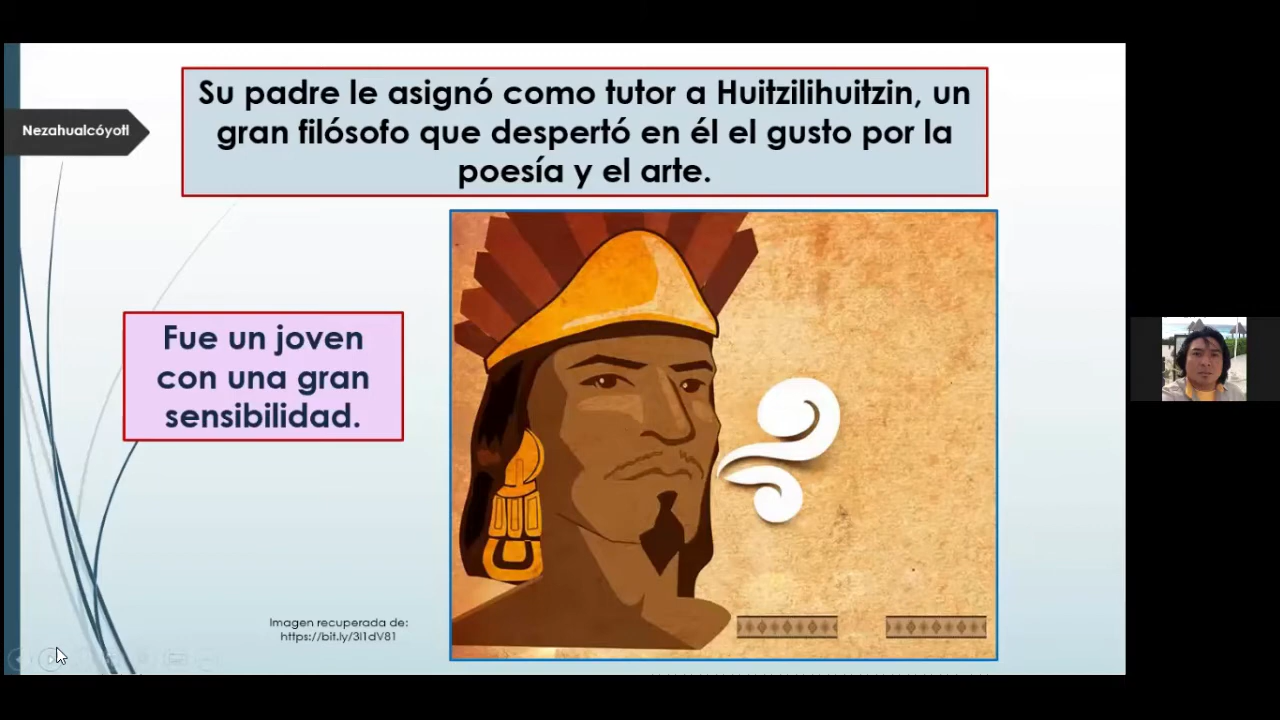 Su padre le asignó como tutor a Huitzilihuitzin, un
gran filósofo que despertó en él el gusto por la
poesía y el arte.
Nezahualcóyotl
Fue un joven
con una gran
sensibilidad.
Imagen recuperada de:
https://bit.ly/3l1dV81